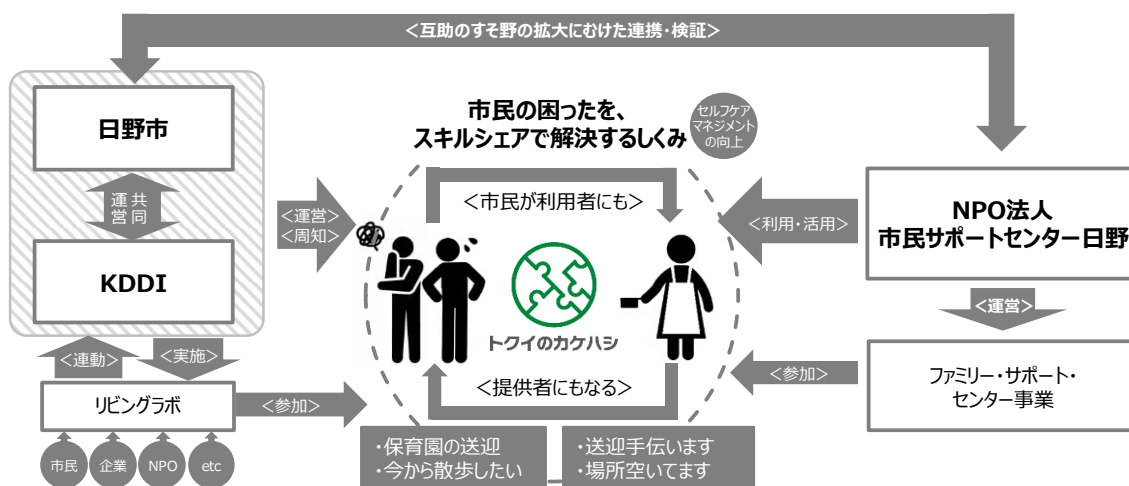 <互助のすそ野の拡大にむけた連携・検証>
日野市
運営
共同
KDDI
<連動>
<実施>
リビングラボ
市民
企業
NPO
etc
<運営>
<周知>
<参加>
市民の困ったを、
スキルシェアで解決するしくみ
セルフケア
マネジメント
の向上
<市民が利用者にも>
トクイのカケハシ
<提供者にもなる>
・保育園の送迎
・今から散歩したい
・送迎手伝います
・場所空いてます
<利用・活用>
NPO法人
市民サポートセンター日野
<運営>
<参加>
ファミリー・サポート・
センター事業